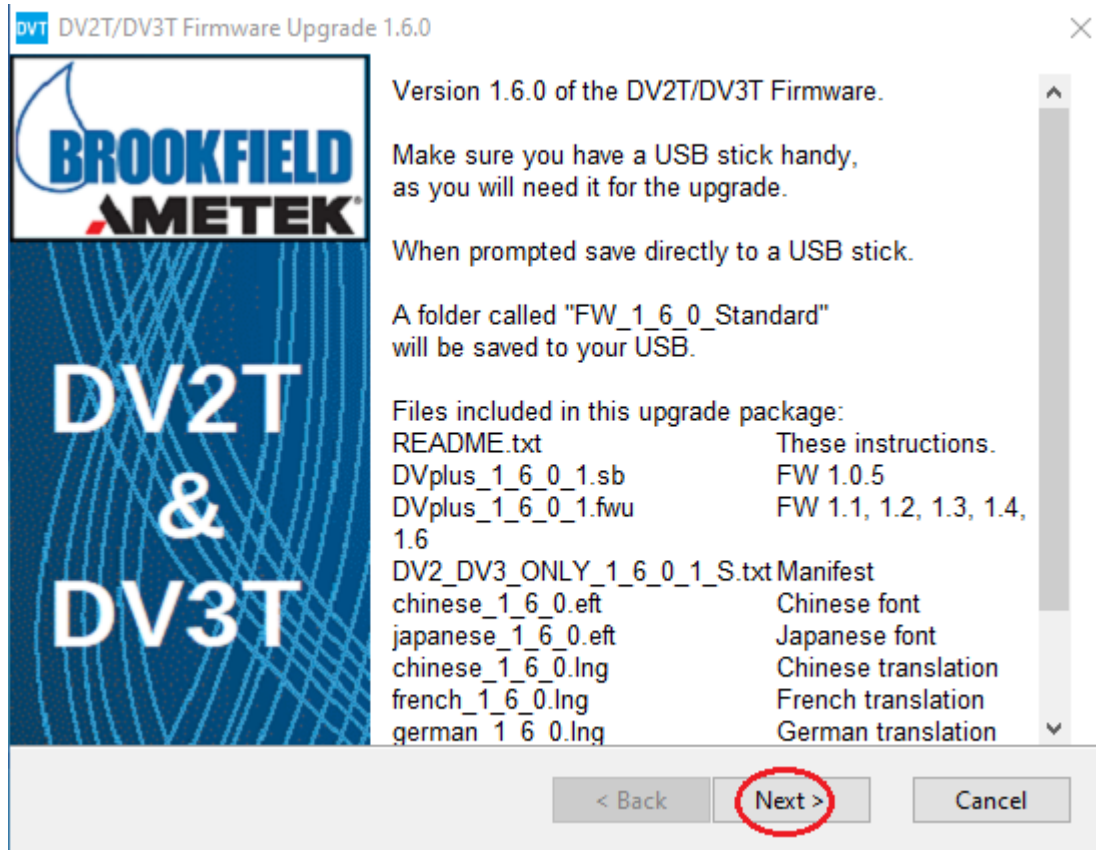 DVT DV2T/DV3T Firmware Upgrade 1.6.0
BROOKFIELD
AMETEK®
DV2T
&
DV3T
Version 1.6.0 of the DV2T/DV3T Firmware.
Make sure you have a USB stick handy,
as you will need it for the upgrade.
When prompted save directly to a USB stick.
A folder called "FW_1_6_0_Standard"
will be saved to your USB.
Files included in this upgrade package:
README.txt These instructions.
DVplus_1_6_0_1.sb FW 1.0.5
DVplus_1_6_0_1.fwu FW 1.1, 1.2, 1.3, 1.4,
1.6
DV2_DV3_ONLY_1_6_0_1_S.txt Manifest
chinese_1_6_0.eft Chinese font
japanese_1_6_0.eft Japanese font
chinese_1_6_0.lng Chinese translation
french_1_6_0.lng French translation
german_1_6_0.lng German translation
< Back Next > Cancel